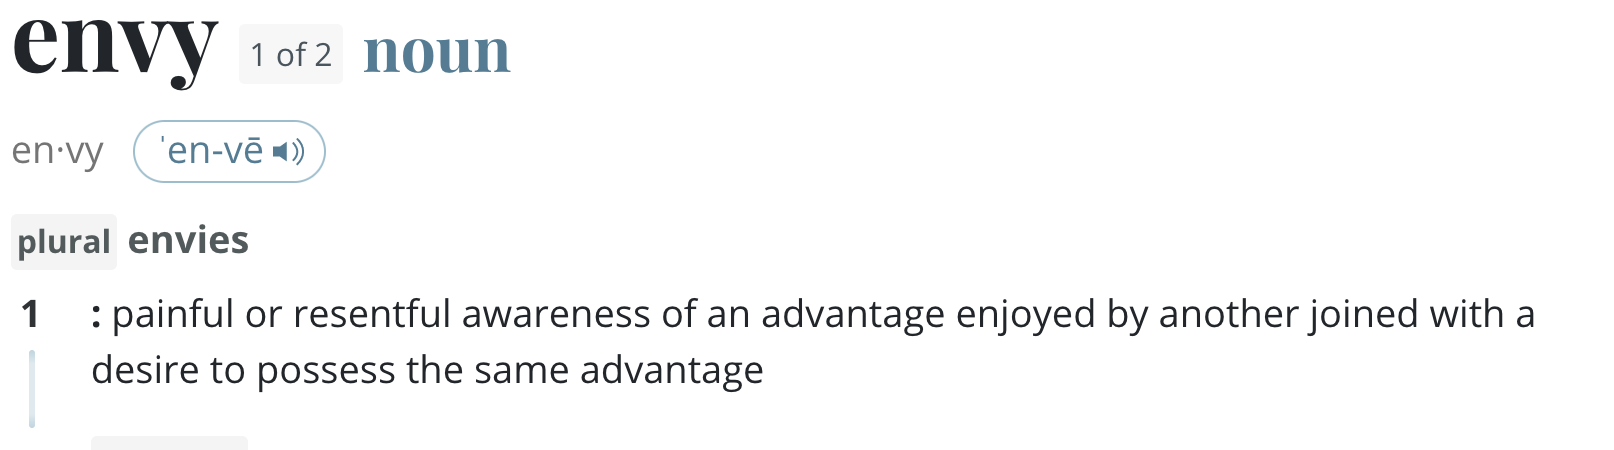 envy 1 of 2 noun
en·vy ˈen-vē
plural envies
1 : painful or resentful awareness of an advantage enjoyed by another joined with a
desire to possess the same advantage